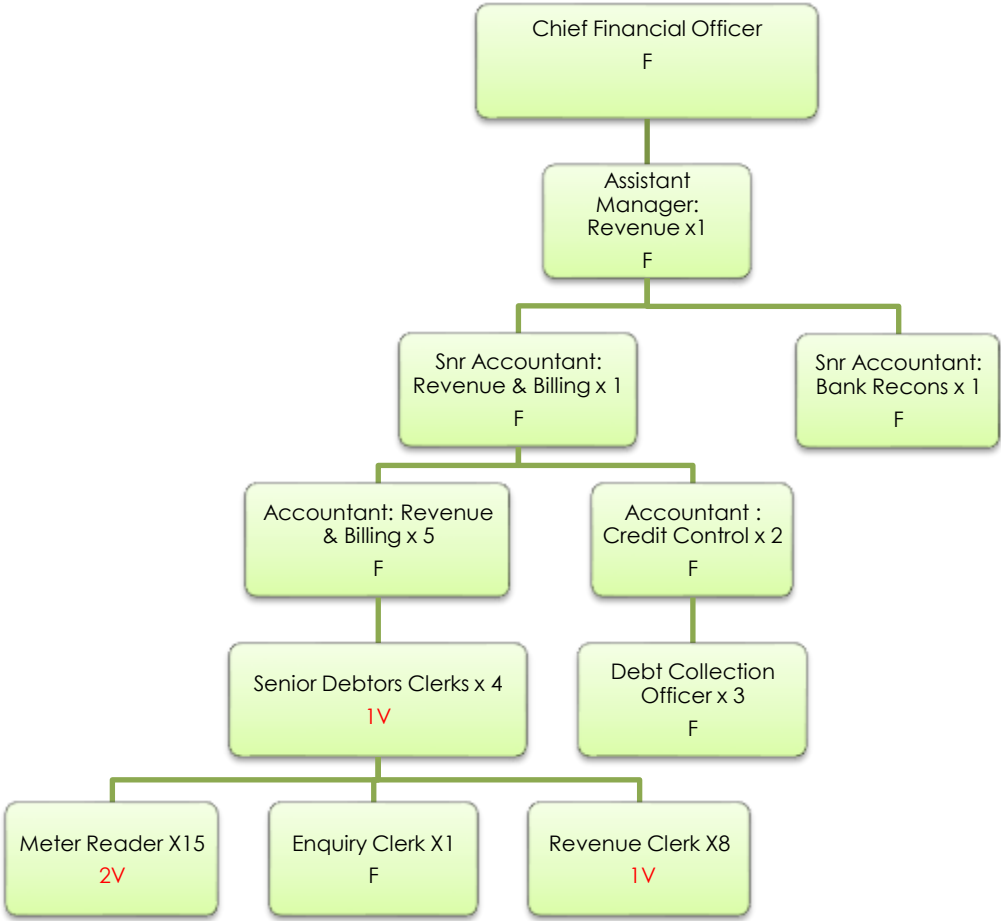 Chief Financial Officer
F
Assistant
Manager:
Revenue x1
F
Snr Accountant:
Revenue & Billing x 1
F
Snr Accountant:
Bank Recons x 1
F
Accountant: Revenue
& Billing x 5
F
Accountant :
Credit Control x 2
F
Senior Debtors Clerks x 4
1V
Debt Collection
Officer x 3
F
Meter Reader X15
2V
Enquiry Clerk X1
F
Revenue Clerk X8
1V